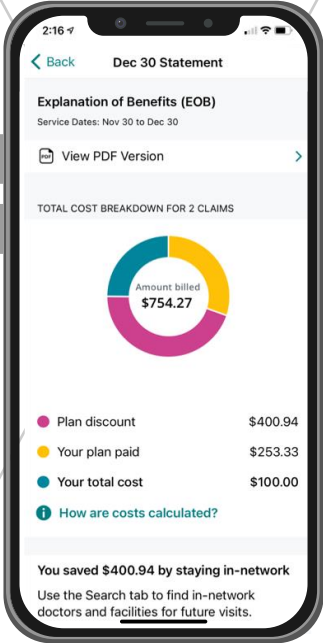 2:16
Back
Dec 30 Statement
Explanation of Benefits (EOB)
Service Dates: Nov 30 to Dec 30
PDF
View PDF Version
TOTAL COST BREAKDOWN FOR 2 CLAIMS
Amount billed
$754.27
Plan discount $400.94
Your plan paid $253.33
Your total cost $100.00
How are costs calculated?
You saved $400.94 by staying in-network
Use the Search tab to find in-network
doctors and facilities for future visits.